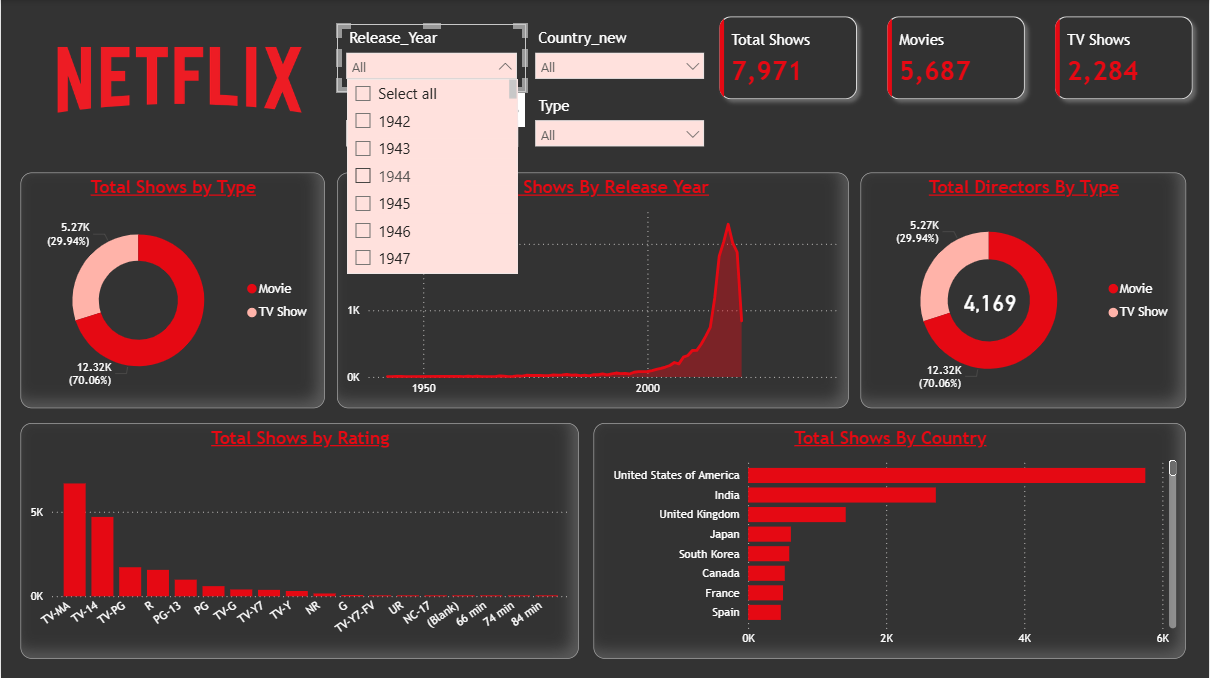 NETFLIX
Release_Year
All
Select all
1942
1943
1944
1945
1946
1947
Country_new
All
Type
All
Total Shows
7,971
Movies
5,687
TV Shows
2,284
Total Shows by Type
5.27K
(29.94%)
12.32K
(70.06%)
Movie
TV Show
Shows By Release Year
1K
0K
1950
2000
Total Directors By Type
5.27K
(29.94%)
4,169
12.32K
(70.06%)
Movie
TV Show
Total Shows by Rating
5K
0K
TV-MA
TV-14
TV-PG
R
PG-13
PG
TV-G
TV-Y7
TV-Y
NR
G
TV-Y7-FV
UR
NC-17
(Blank)
66 min
74 min
84 min
Total Shows By Country
United States of America
India
United Kingdom
Japan
South Korea
Canada
France
Spain
0K
2K
4K
6K